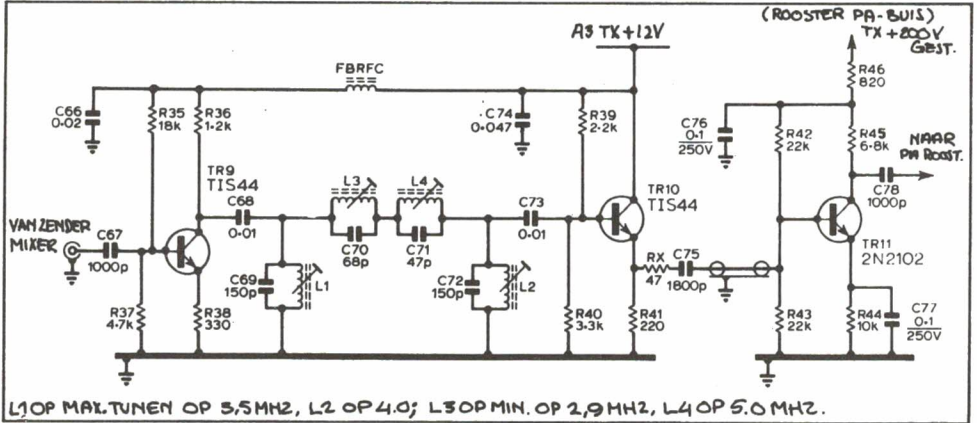 (ROOSTER PA-BUIS)
TX +200V
GEST.
A3 TX+12V
FBRFC
C66
0.02
R35
18k
R36
1.2k
C74
0.047
R39
2.2k
R46
820
C76
0.1
250V
R42
22k
R45
6.8k
NAAR
PA ROOST.
C78
1000p
TR9
TIS44
C68
0.01
L3
C70
68p
L4
C71
47p
C73
0.01
TR10
TIS44
TR11
2N2102
VAN ZENDER
MIXER
C67
1000p
RX
47
C75
1800p
C69
150p
L1
C72
150p
L2
R37
4.7k
R38
330
R40
3.3k
R41
220
R43
22k
R44
10k
C77
0.1
250V
L1 OP MAX.TUNEN OP 3,5MHZ, L2 OP 4.0; L3 OP MIN. OP 2,9MHZ, L4 OP 5.0 MHZ.